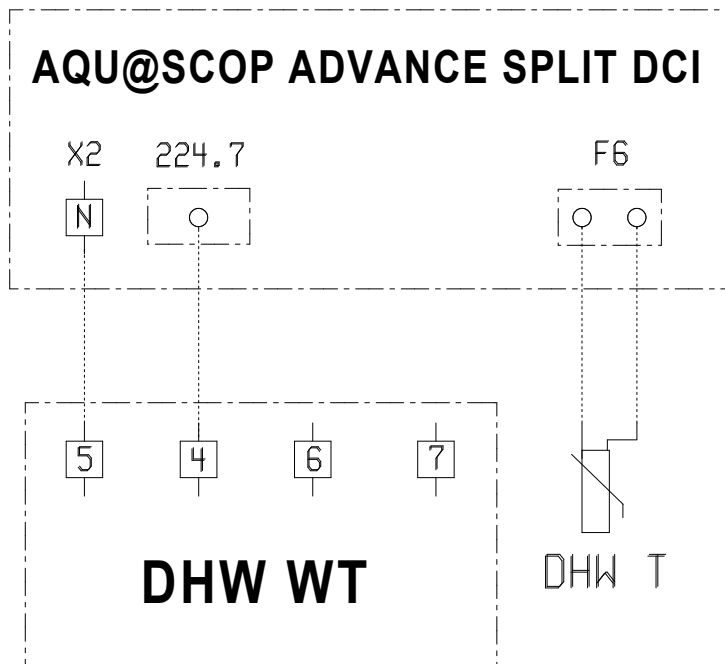 AQU@SCOP ADVANCE SPLIT DCI
X2 224.7 F6
N
5 4 6 7
DHW WT
DHW T